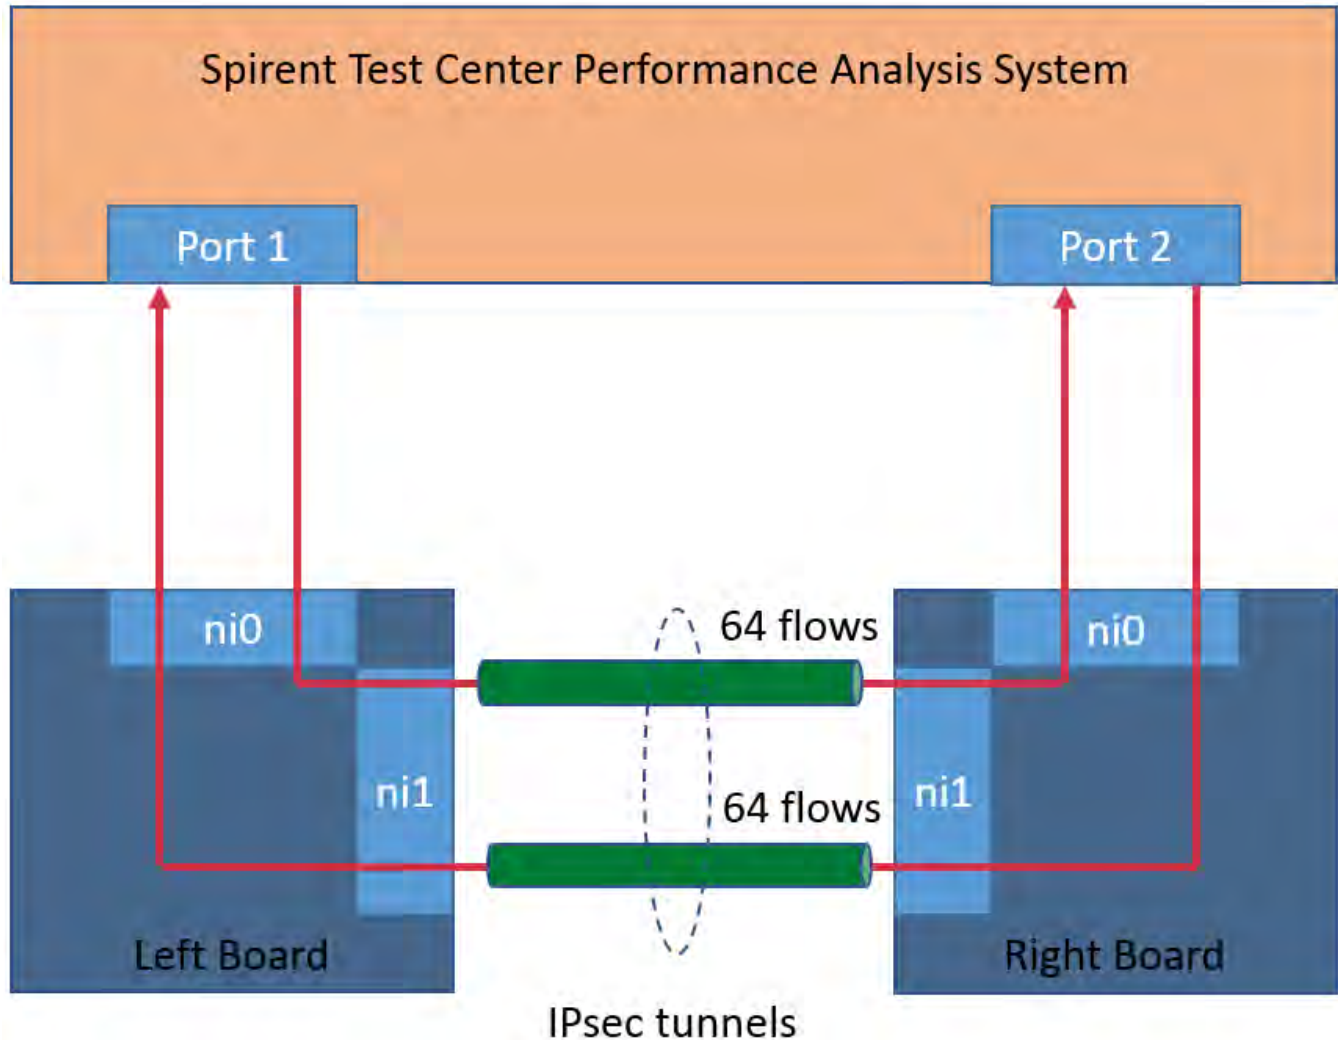 Spirent Test Center Performance Analysis System
Port 1
Port 2
ni0
64 flows
ni0
ni1
64 flows
ni1
Left Board
Right Board
IPsec tunnels